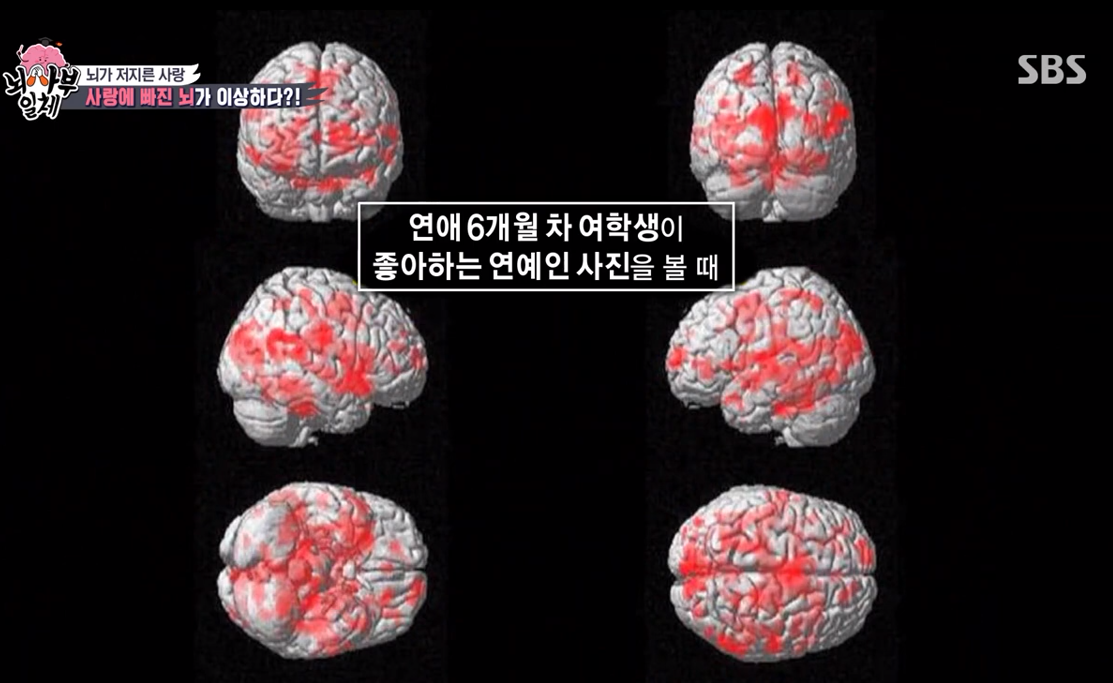 뇌사부일체
뇌가 저지른 사랑
사랑에 빠진 뇌가 이상하다?!
SBS
연애 6개월 차 여학생이
좋아하는 연예인 사진을 볼 때